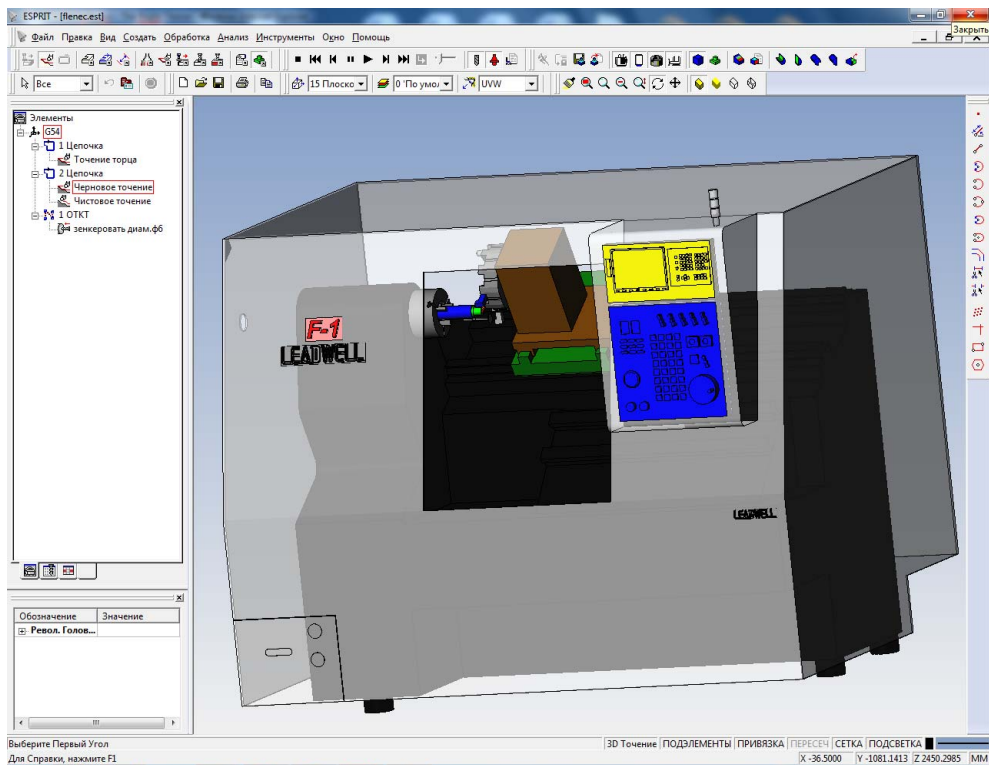 ESPRIT - [flenec.est]
Закрыть
Файл Правка Вид Создать Обработка Анализ Инструменты Окно Помощь
Все
15 Плоско
0 'По умол
UVW
Элементы
G54
1 Цепочка
Точение торца
2 Цепочка
Черновое точение
Чистовое точение
1 ОТКТ
зенкеровать диам.ф6
F-1
LEADWELL
LEADWELL
Обозначение Значение
Револ. Голов...
Выберите Первый Угол
3D Точение ПОДЭЛЕМЕНТЫ ПРИВЯЗКА ПЕРЕСЕЧ СЕТКА ПОДСВЕТКА
Для Справки, нажмите F1
X -36.5000 Y -1081.1413 Z 2450.2985 MM